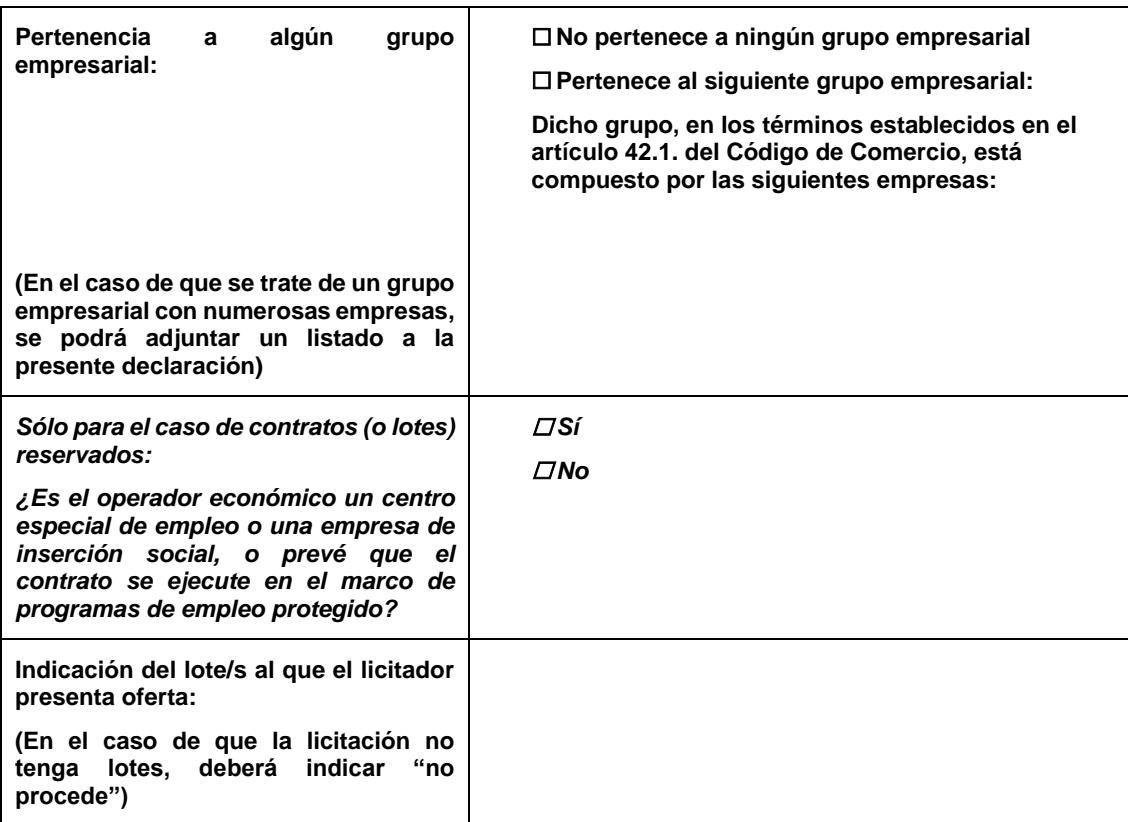 Pertenencia a algún grupo
empresarial:
(En el caso de que se trate de un grupo
empresarial con numerosas empresas,
se podrá adjuntar un listado a la
presente declaración)
☐ No pertenece a ningún grupo empresarial
☐ Pertenece al siguiente grupo empresarial:
Dicho grupo, en los términos establecidos en el
artículo 42.1. del Código de Comercio, está
compuesto por las siguientes empresas:
Sólo para el caso de contratos (o lotes)
reservados:
¿Es el operador económico un centro
especial de empleo o una empresa de
inserción social, o prevé que el
contrato se ejecute en el marco de
programas de empleo protegido?
☐ Sí
☐ No
Indicación del lote/s al que el licitador
presenta oferta:
(En el caso de que la licitación no
tenga lotes, deberá indicar “no
procede”)